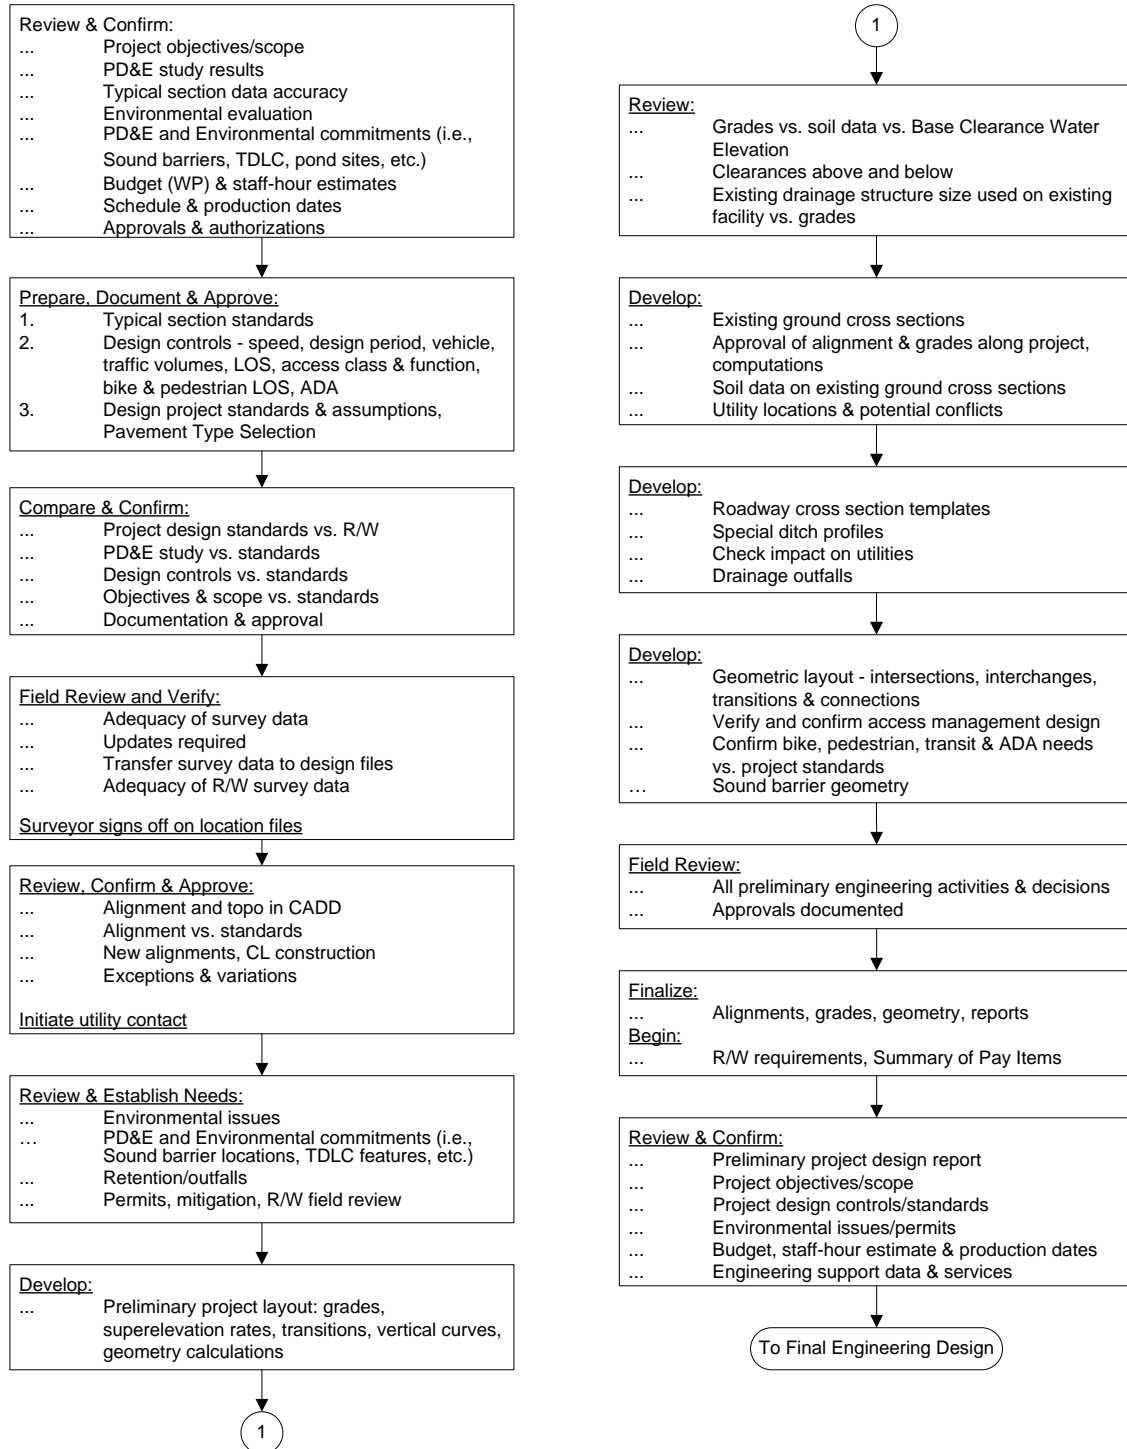 Review & Confirm:
... Project objectives/scope
... PD&E study results
... Typical section data accuracy
... Environmental evaluation
... PD&E and Environmental commitments (i.e.,
Sound barriers, TDLC, pond sites, etc.)
... Budget (WP) & staff-hour estimates
... Schedule & production dates
... Approvals & authorizations
Prepare, Document & Approve:
1. Typical section standards
2. Design controls - speed, design period, vehicle,
traffic volumes, LOS, access class & function,
bike & pedestrian LOS, ADA
3. Design project standards & assumptions,
Pavement Type Selection
Compare & Confirm:
... Project design standards vs. R/W
... PD&E study vs. standards
... Design controls vs. standards
... Objectives & scope vs. standards
... Documentation & approval
Field Review and Verify:
... Adequacy of survey data
... Updates required
... Transfer survey data to design files
... Adequacy of R/W survey data
Surveyor signs off on location files
Review, Confirm & Approve:
... Alignment and topo in CADD
... Alignment vs. standards
... New alignments, CL construction
... Exceptions & variations
Initiate utility contact
Review & Establish Needs:
... Environmental issues
… PD&E and Environmental commitments (i.e.,
Sound barrier locations, TDLC features, etc.)
... Retention/outfalls
... Permits, mitigation, R/W field review
Develop:
... Preliminary project layout: grades,
superelevation rates, transitions, vertical curves,
geometry calculations
1
1
Review:
... Grades vs. soil data vs. Base Clearance Water
Elevation
... Clearances above and below
... Existing drainage structure size used on existing
facility vs. grades
Develop:
... Existing ground cross sections
... Approval of alignment & grades along project,
computations
... Soil data on existing ground cross sections
... Utility locations & potential conflicts
Develop:
... Roadway cross section templates
... Special ditch profiles
... Check impact on utilities
... Drainage outfalls
Develop:
... Geometric layout - intersections, interchanges,
transitions & connections
... Verify and confirm access management design
... Confirm bike, pedestrian, transit & ADA needs
vs. project standards
… Sound barrier geometry
Field Review:
... All preliminary engineering activities & decisions
... Approvals documented
Finalize:
... Alignments, grades, geometry, reports
Begin:
... R/W requirements, Summary of Pay Items
Review & Confirm:
... Preliminary project design report
... Project objectives/scope
... Project design controls/standards
... Environmental issues/permits
... Budget, staff-hour estimate & production dates
... Engineering support data & services
To Final Engineering Design